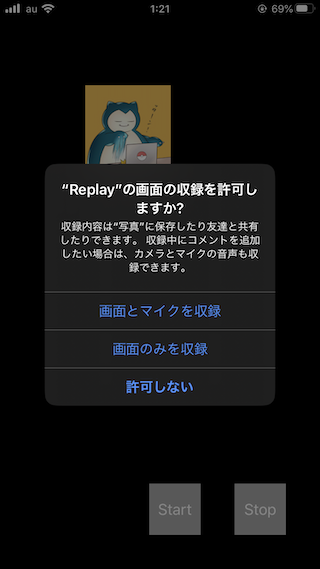 au
1:21
69%
“Replay”の画面の収録を許可し
ますか?
収録内容は“写真”に保存したり友達と共有
したりできます。収録中にコメントを追加
したい場合は、カメラとマイクの音声も収
録できます。
画面とマイクを収録
画面のみを収録
許可しない
Start
Stop